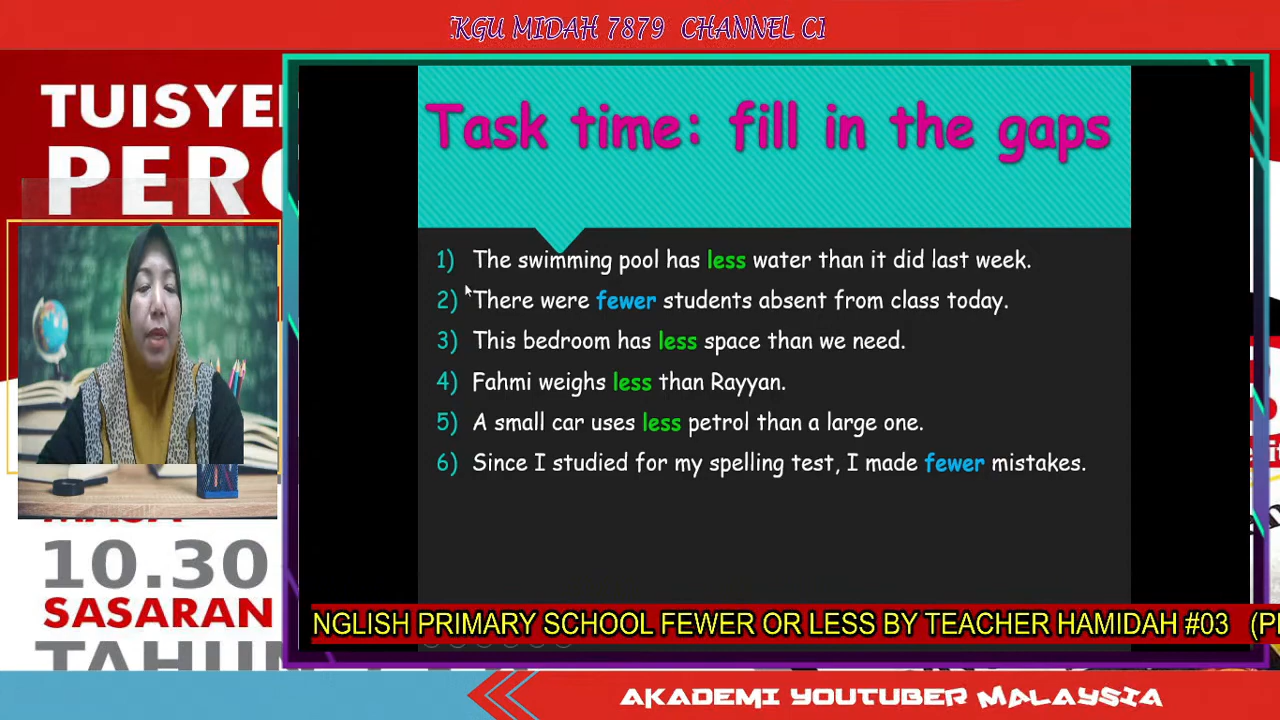 CHANNEL
MIDAH 7879
TUISYE
PERC
Task time: fill in the gaps
1) The swimming pool has less water than it did last week.
2) There were fewer students absent from class today.
3) This bedroom has less space than we need.
4) Fahmi weighs less than Rayyan.
5) A small car uses less petrol than a large one.
6) Since I studied for my spelling test, I made fewer mistakes.
10.30
SASARAN
TAHUN
NGLISH PRIMARY SCHOOL FEWER OR LESS BY TEACHER HAMIDAH #03
AKADEMI YOUTUBER MALAYSIA